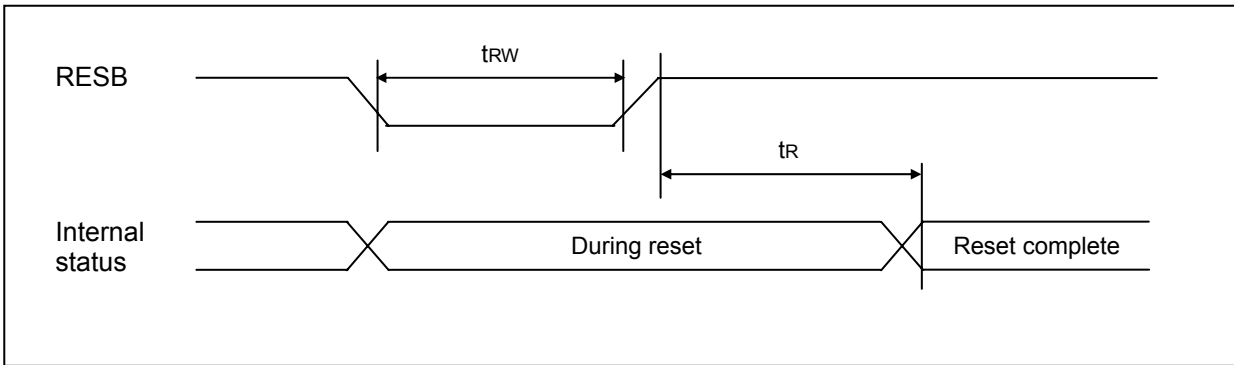 tRW
RESB
tR
Internal
status
During reset
Reset complete